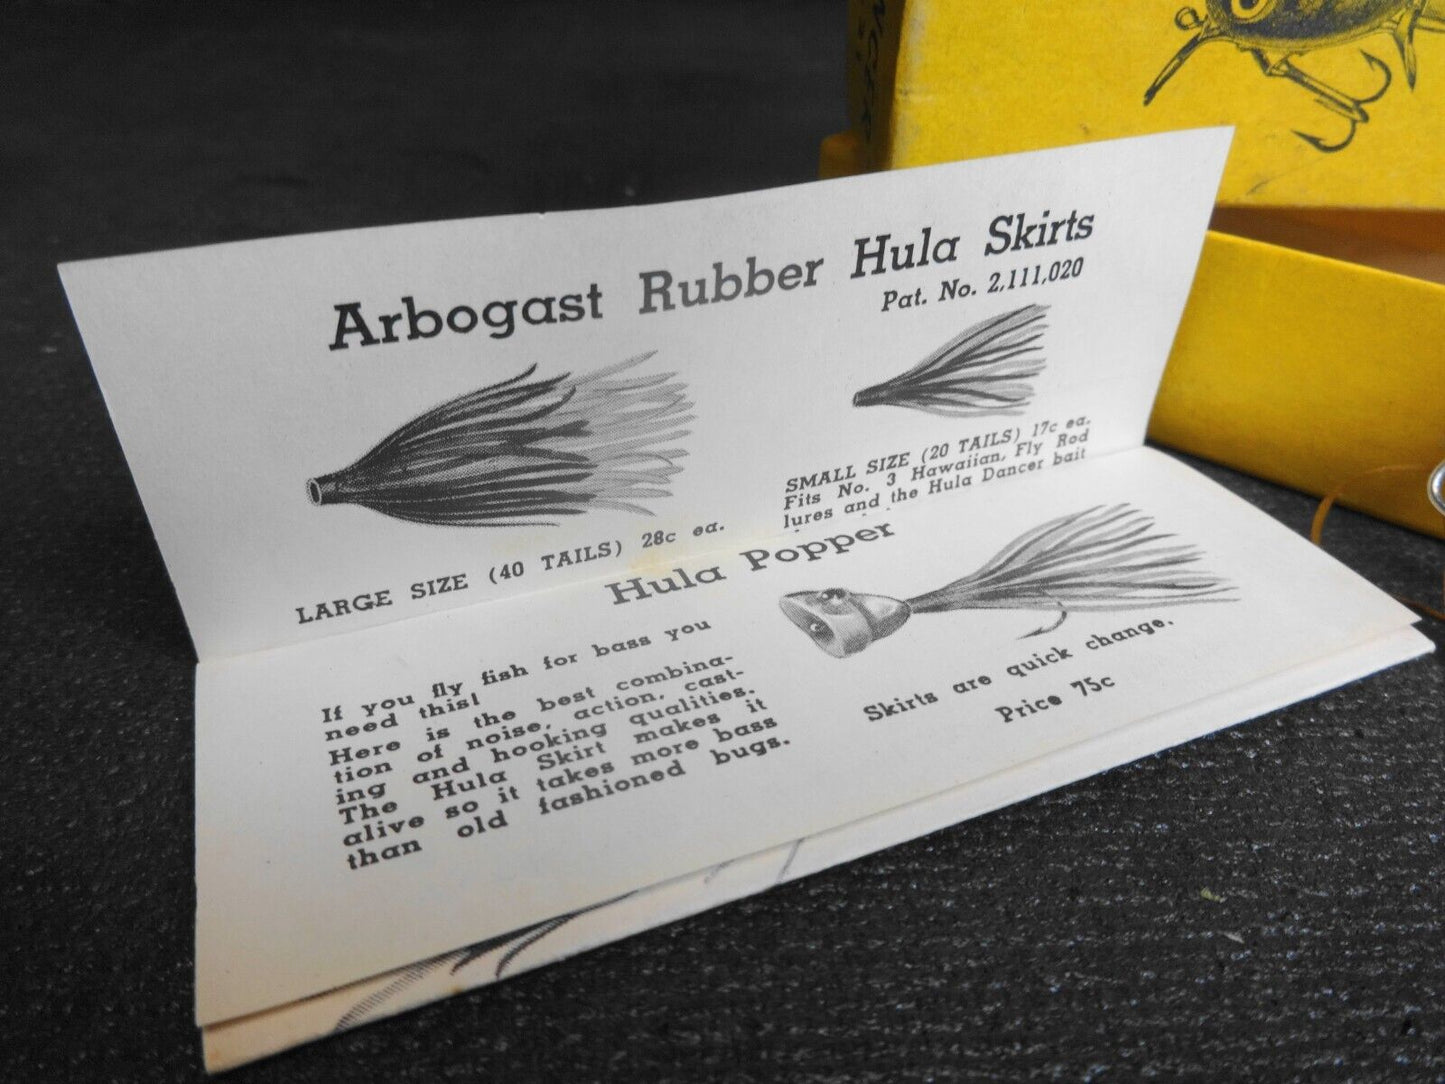 Arbogast Rubber Hula Skirts
Pat. No. 2,111,020
LARGE SIZE (40 TAILS) 28c ea.
SMALL SIZE (20 TAILS) 17c ea.
Fits No. 3 Hawaiian, Fly Rod
lures and the Hula Dancer bait
Hula Popper
If you fly fish for bass you
need this!
Here is the best combina-
tion of noise, action, cast-
ing and hooking qualities.
The Hula Skirt makes it
alive so it takes more bass
than old fashioned bugs.
Skirts are quick change.
Price 75c